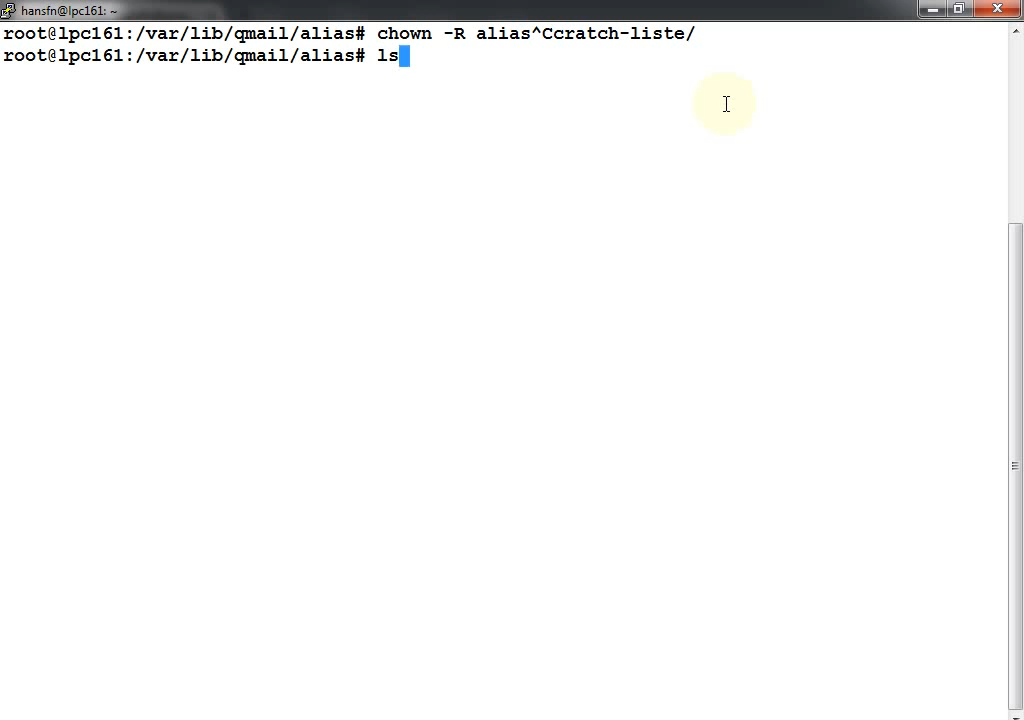 hansfn@lpc161: ~
root@lpc161:/var/lib/qmail/alias# chown -R alias^Ccratch-liste/
root@lpc161:/var/lib/qmail/alias# ls